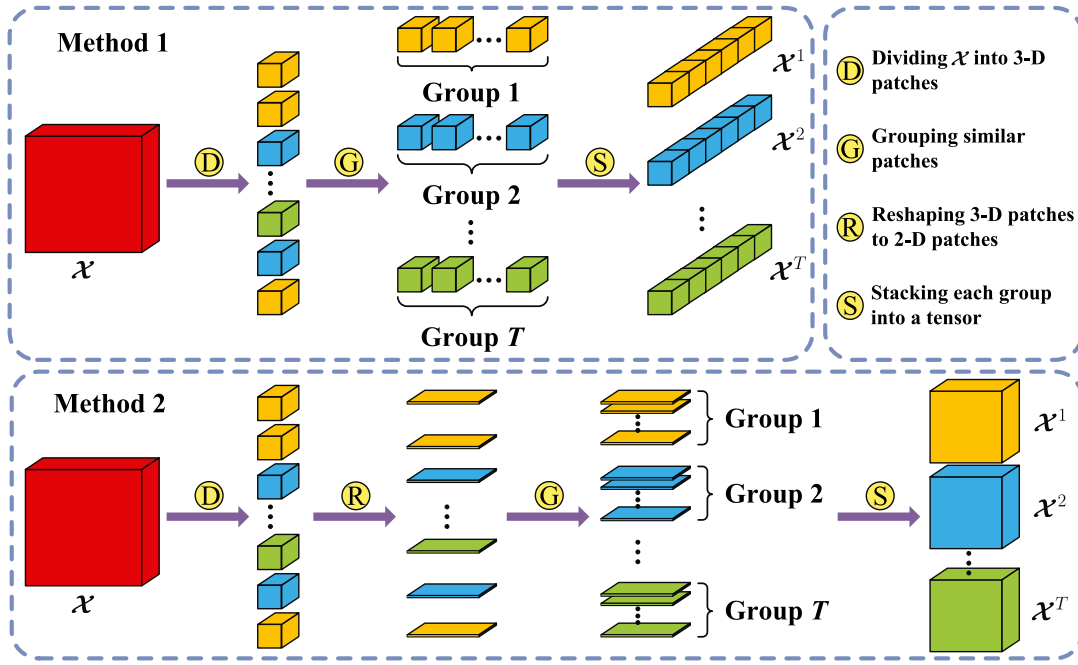 Method 1
𝒳
D
G
Group 1
Group 2
Group T
S
𝒳¹
𝒳²
𝒳ᵀ
D Dividing 𝒳 into 3-D
patches
G Grouping similar
patches
R Reshaping 3-D patches
to 2-D patches
S Stacking each group
into a tensor
Method 2
𝒳
D
R
G
Group 1
Group 2
Group T
S
𝒳¹
𝒳²
𝒳ᵀ